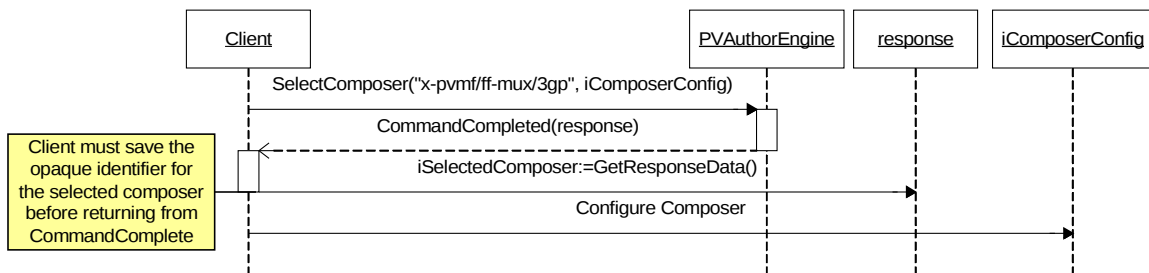 Client
PVAuthorEngine
response
iComposerConfig
SelectComposer("x-pvmf/ff-mux/3gp", iComposerConfig)
CommandCompleted(response)
iSelectedComposer:=GetResponseData()
Configure Composer
Client must save the
opaque identifier for
the selected composer
before returning from
CommandComplete